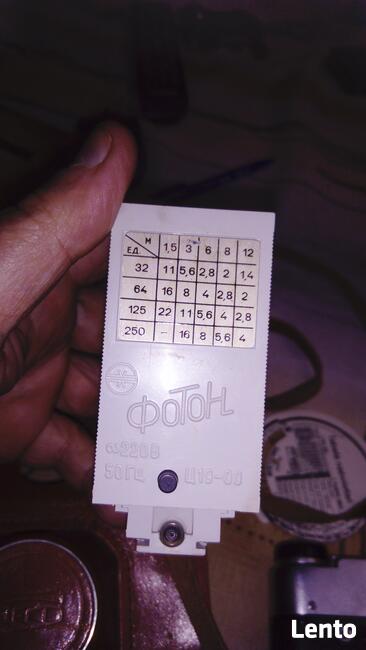 М 1,5 3 6 8 12
ЕД.
32 11 5,6 2,8 2 1,4
64 16 8 4 2,8 2
125 22 11 5,6 4 2,8
250 – 16 8 5,6 4
ФОТОН
220В
50ГЦ Ц10-00
Lento